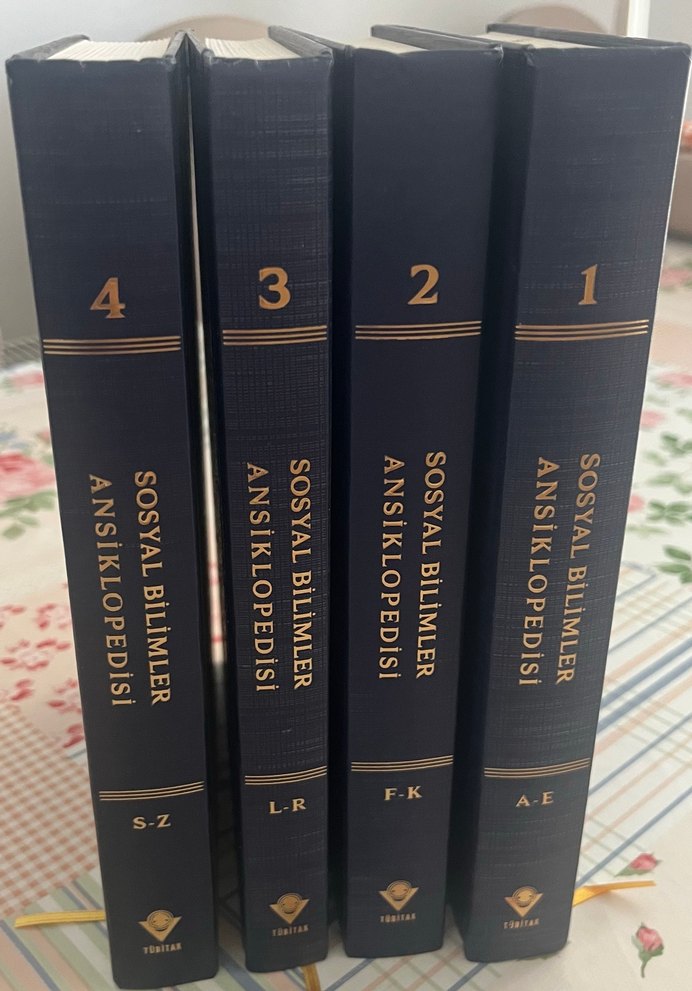 4
SOSYAL BİLİMLER
ANSİKLOPEDİSİ
S-Z
TÜBİTAK
3
SOSYAL BİLİMLER
ANSİKLOPEDİSİ
L-R
TÜBİTAK
2
SOSYAL BİLİMLER
ANSİKLOPEDİSİ
F-K
TÜBİTAK
1
SOSYAL BİLİMLER
ANSİKLOPEDİSİ
A-E
TÜBİTAK